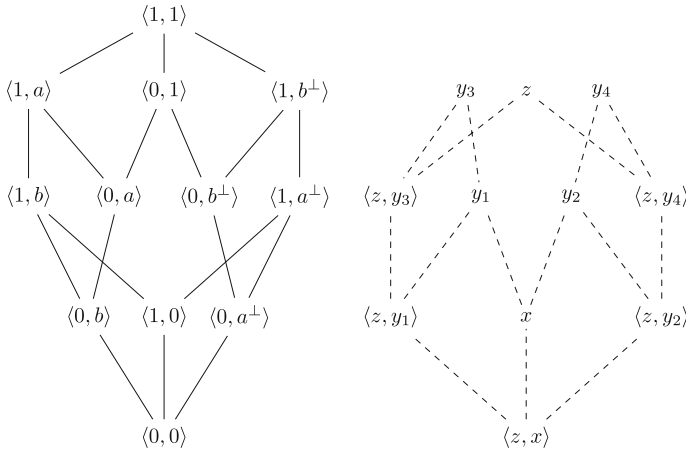 ⟨1, 1⟩
⟨1, a⟩ ⟨0, 1⟩ ⟨1, b⊥⟩ y₃ z y₄
⟨1, b⟩ ⟨0, a⟩ ⟨0, b⊥⟩ ⟨1, a⊥⟩ ⟨z, y₃⟩ y₁ y₂ ⟨z, y₄⟩
⟨0, b⟩ ⟨1, 0⟩ ⟨0, a⊥⟩ ⟨z, y₁⟩ x ⟨z, y₂⟩
⟨0, 0⟩ ⟨z, x⟩